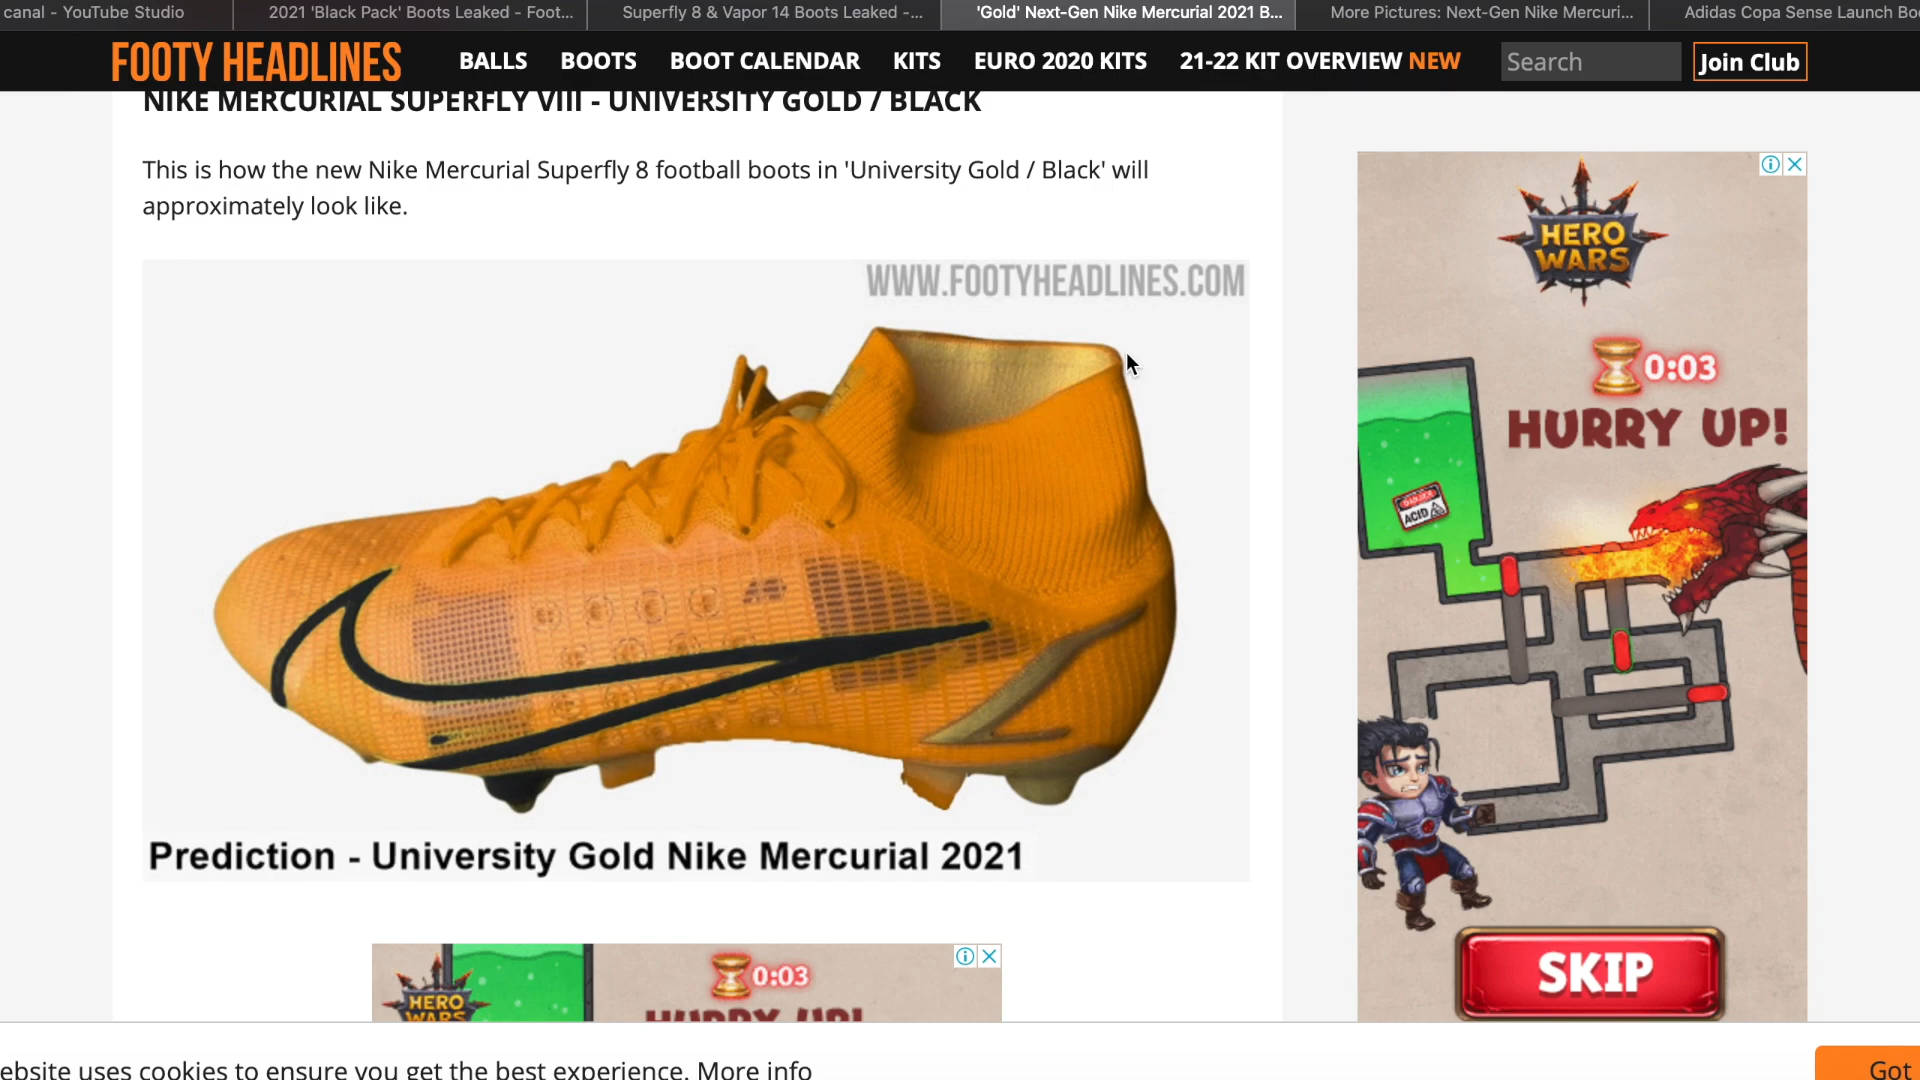 canal - YouTube Studio
2021 'Black Pack' Boots Leaked - Foot...
Superfly 8 & Vapor 14 Boots Leaked -...
'Gold' Next-Gen Nike Mercurial 2021 B...
More Pictures: Next-Gen Nike Mercuri...
Adidas Copa Sense Launch Bo
FOOTY HEADLINES
BALLS
BOOTS
BOOT CALENDAR
KITS
EURO 2020 KITS
21-22 KIT OVERVIEW NEW
Search
Join Club
NIKE MERCURIAL SUPERFLY VIII - UNIVERSITY GOLD / BLACK
This is how the new Nike Mercurial Superfly 8 football boots in 'University Gold / Black' will
approximately look like.
WWW.FOOTYHEADLINES.COM
Prediction - University Gold Nike Mercurial 2021
HERO
WARS
0:03
HURRY UP!
DANGER
ACID
SKIP
HERO
WARS
0:03
HURRY UP!
ebsite uses cookies to ensure you get the best experience. More info
Got